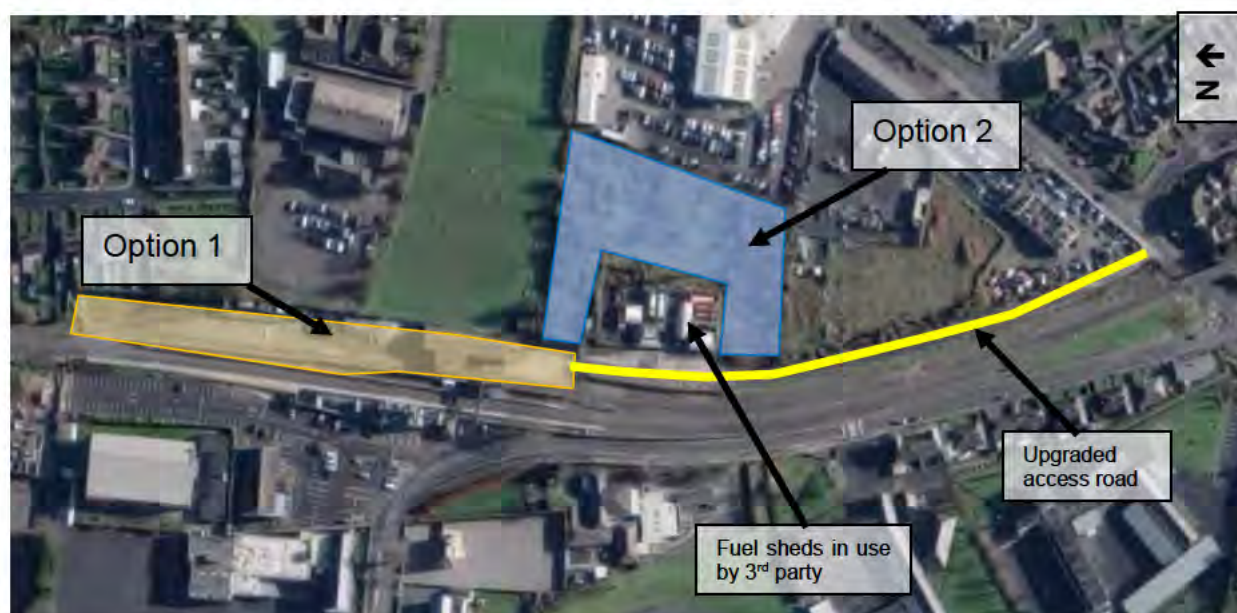 N
Option 2
Option 1
Upgraded
access road
Fuel sheds in use
by 3rd party